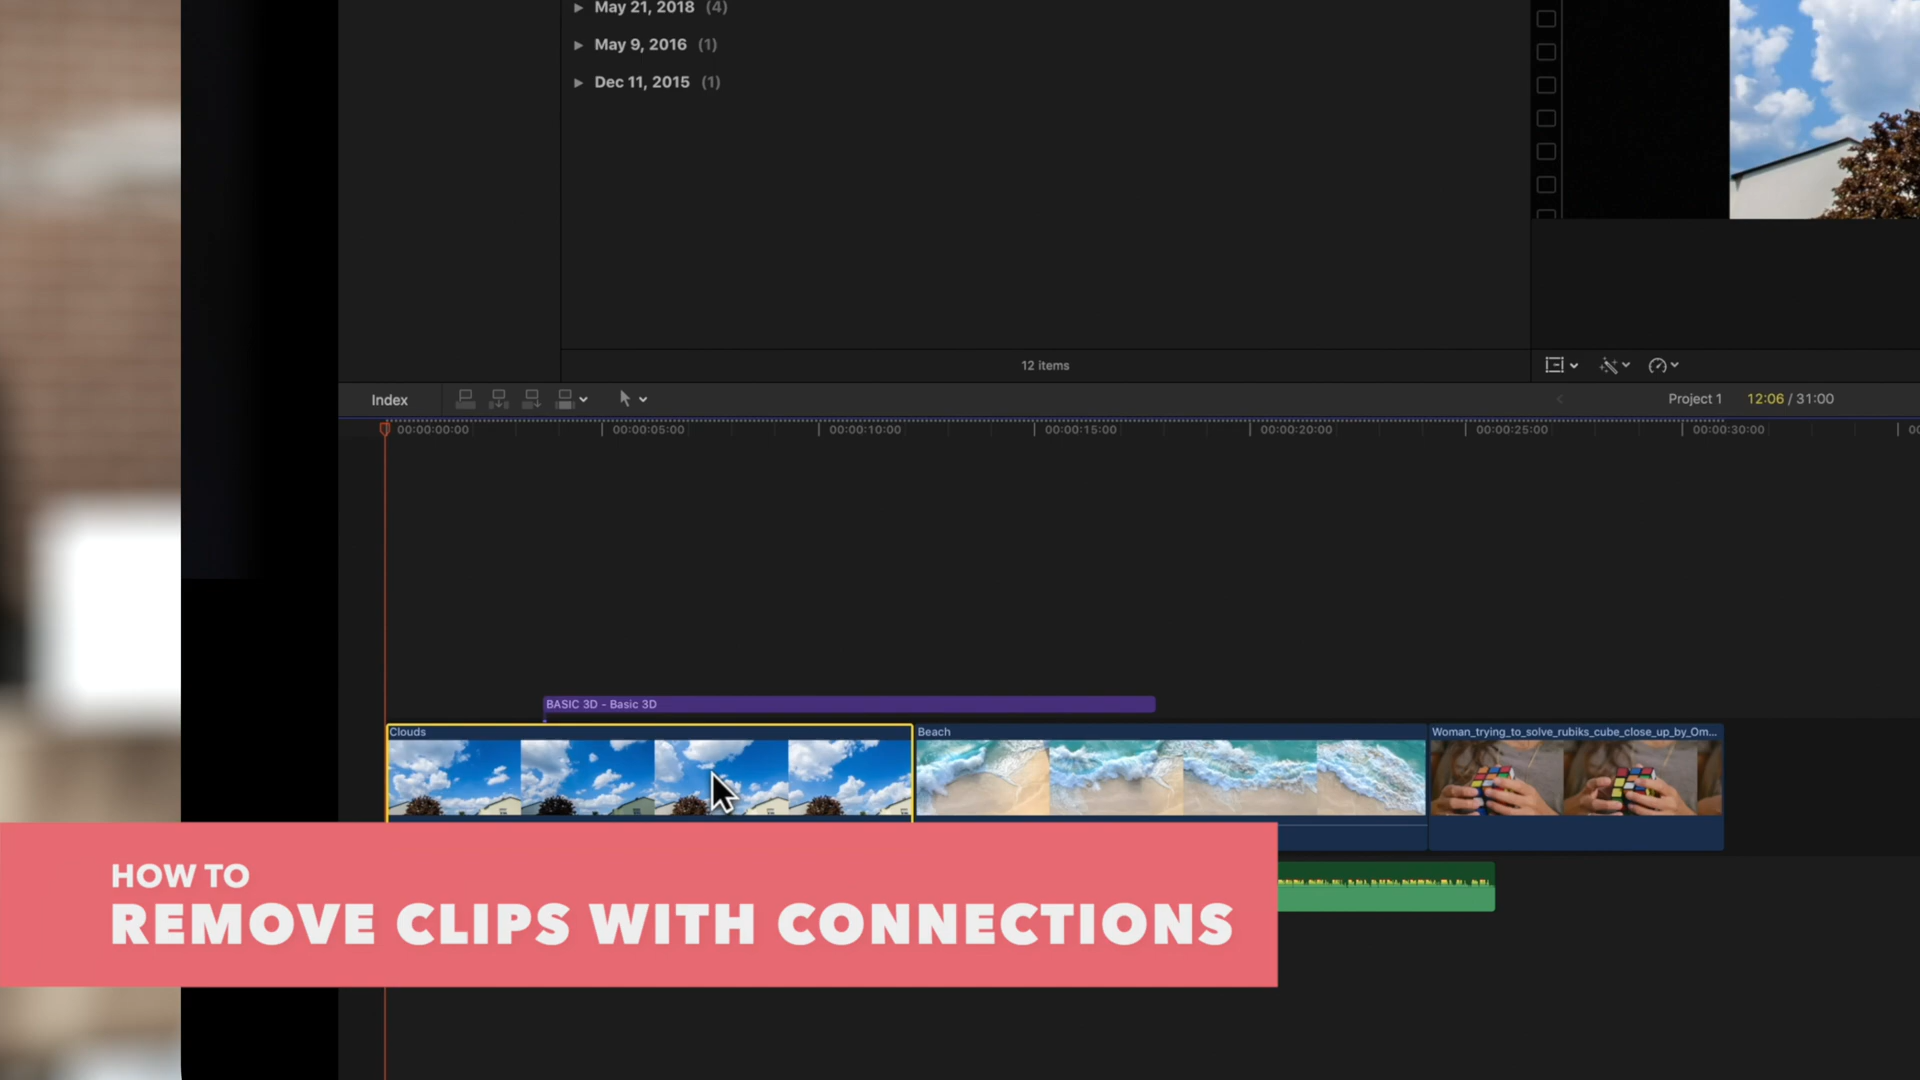 May 21, 2018 (4)
May 9, 2016 (1)
Dec 11, 2015 (1)
12 items
Index
Project 1
12:06 / 31:00
00:00:00:00
00:00:05:00
00:00:10:00
00:00:15:00
00:00:20:00
00:00:25:00
00:00:30:00
BASIC 3D - Basic 3D
Clouds
Beach
Woman_trying_to_solve_rubiks_cube_close_up_by_Om...
HOW TO
REMOVE CLIPS WITH CONNECTIONS